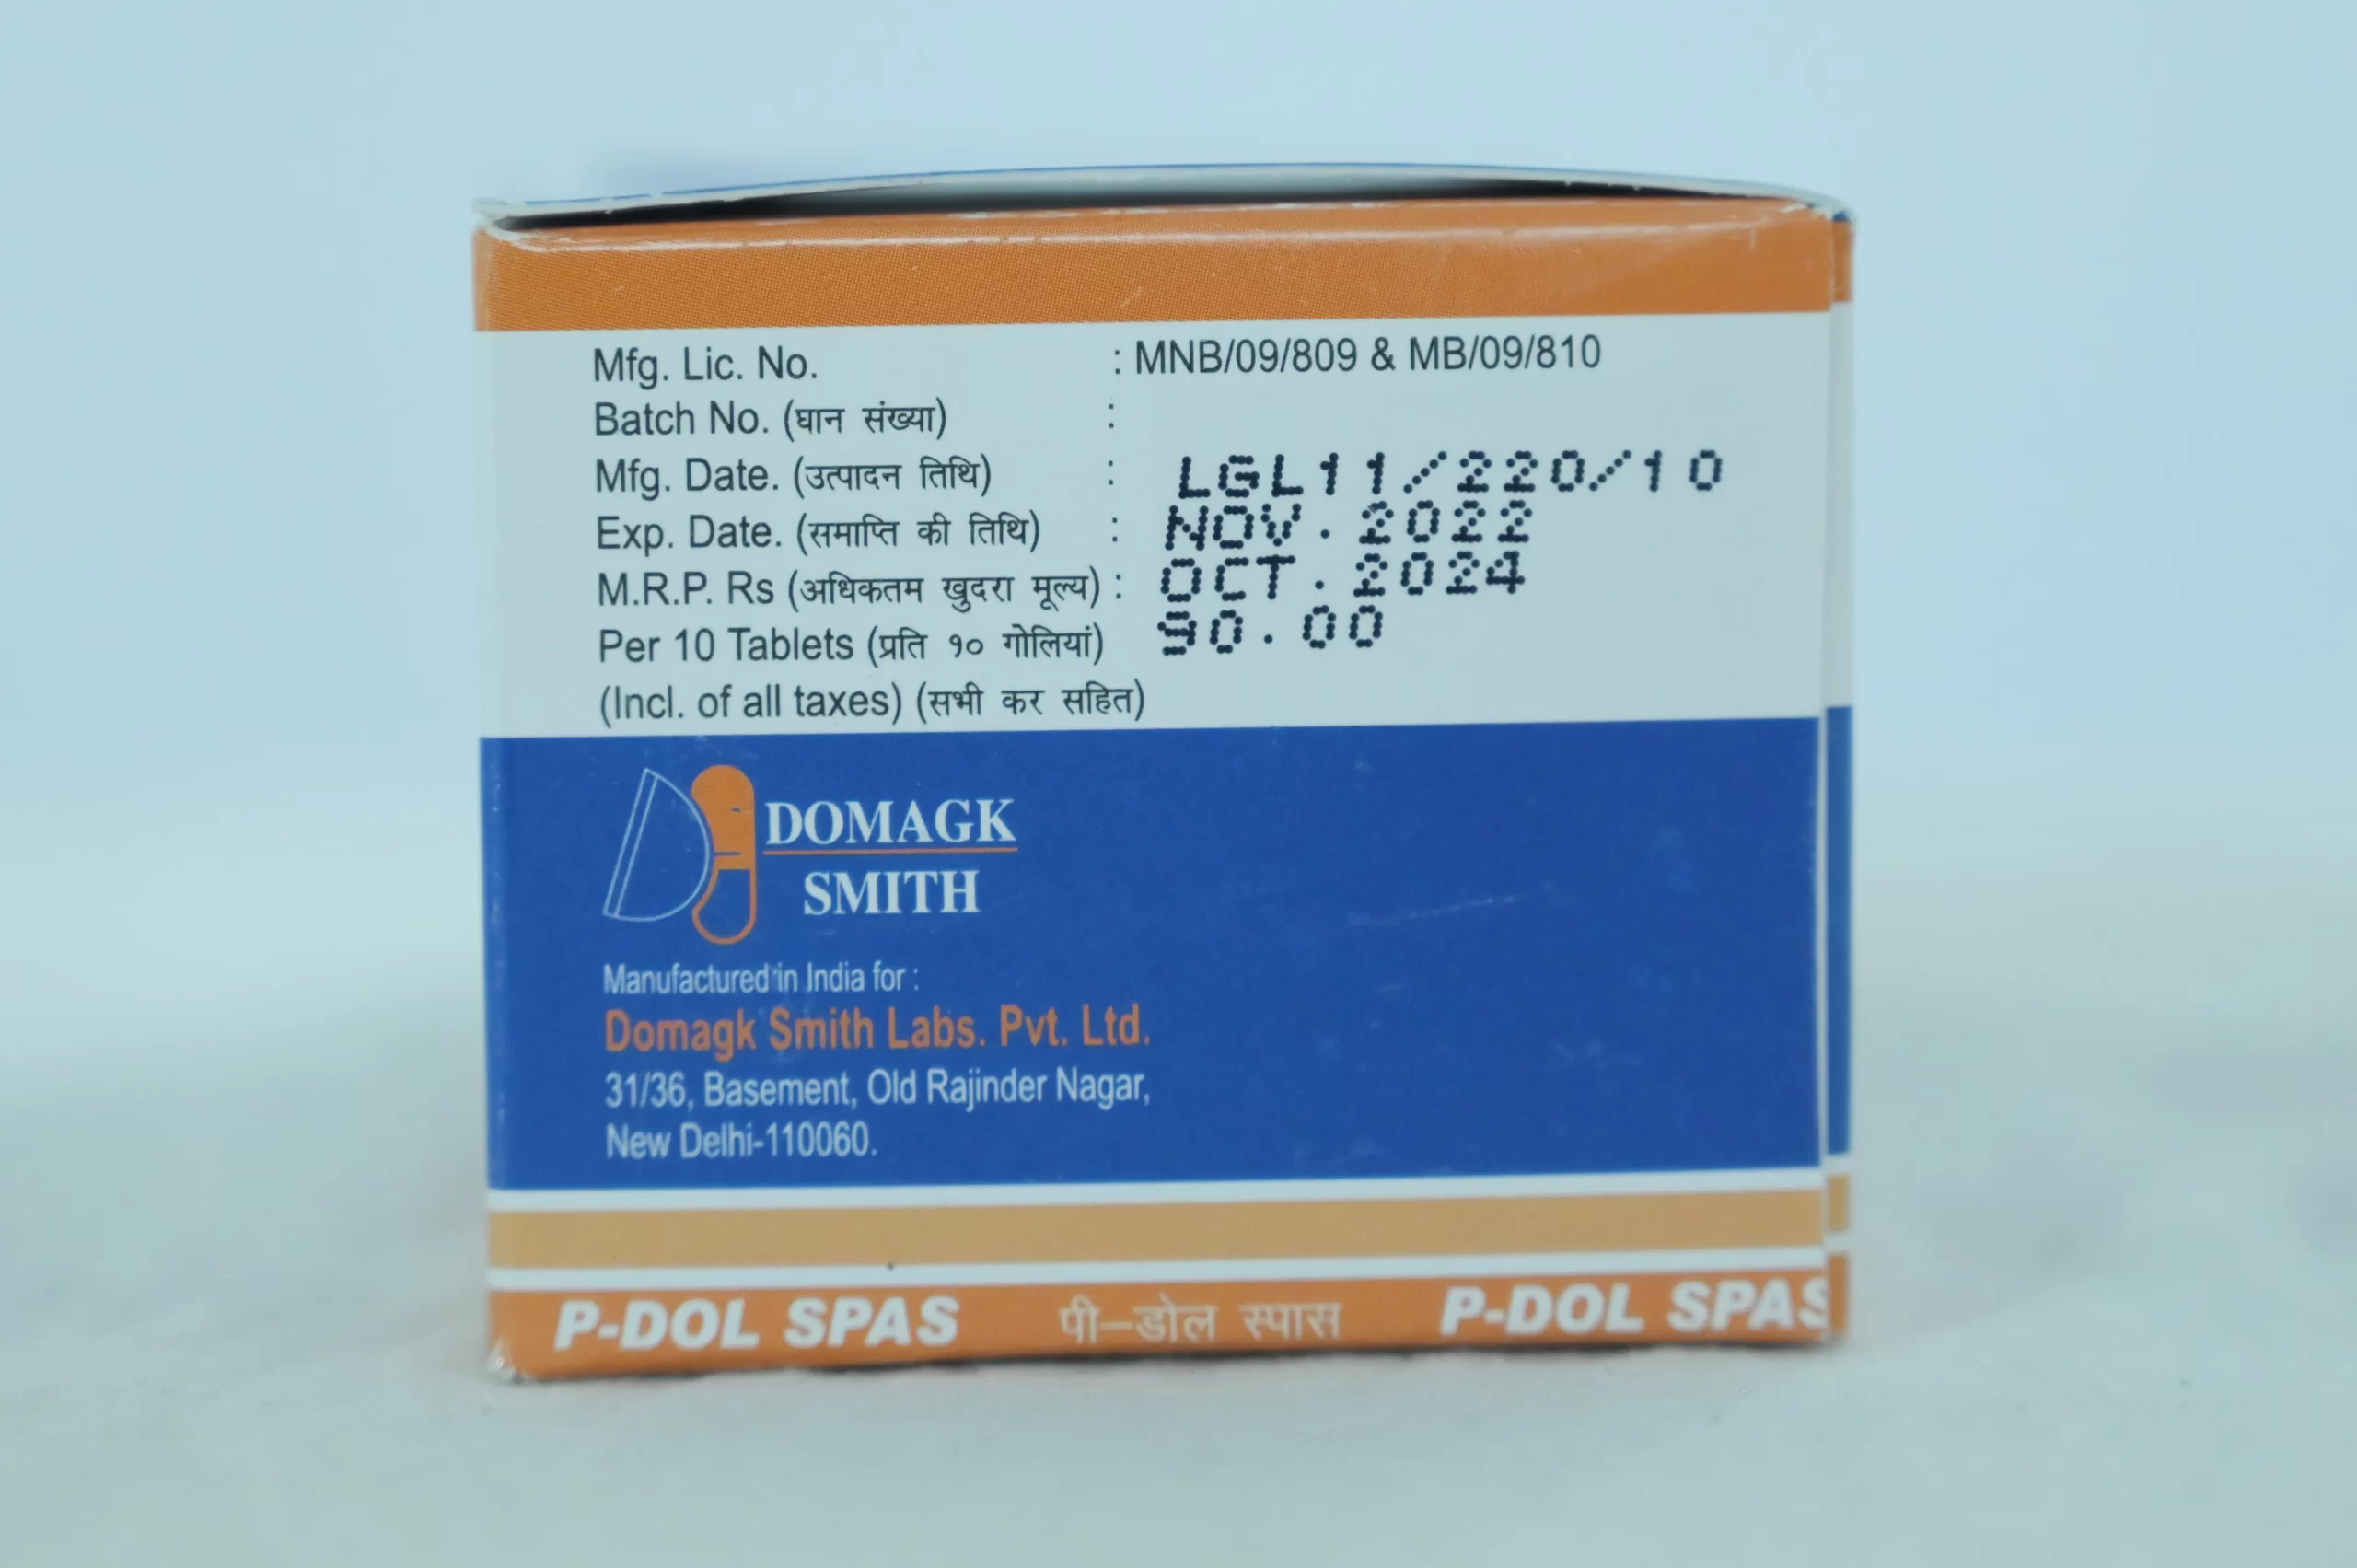 Mfg. Lic. No. : MNB/09/809 & MB/09/810
Batch No. (घान संख्या) :
Mfg. Date. (उत्पादन तिथि) : LGL11/220/10
Exp. Date. (समाप्ति की तिथि) : NOV.2022
M.R.P. Rs (अधिकतम खुदरा मूल्य) : OCT.2024
Per 10 Tablets (प्रति १० गोलियां) 90.00
(Incl. of all taxes) (सभी कर सहित)
DOMAGK
SMITH
Manufactured in India for :
Domagk Smith Labs. Pvt. Ltd.
31/36, Basement, Old Rajinder Nagar,
New Delhi-110060.
P-DOL SPAS पी–डोल स्पास P-DOL SPAS